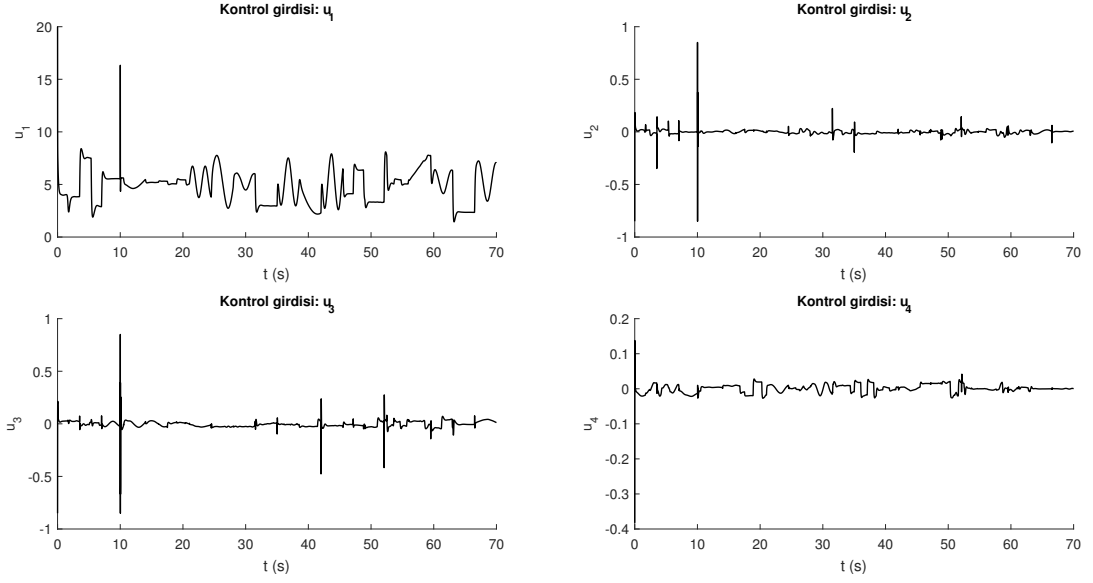 Kontrol girdisi: u1
20
15
10
5
0
u1
0 10 20 30 40 50 60 70
t (s)
Kontrol girdisi: u2
1
0.5
0
-0.5
-1
u2
0 10 20 30 40 50 60 70
t (s)
Kontrol girdisi: u3
1
0.5
0
-0.5
-1
u3
0 10 20 30 40 50 60 70
t (s)
Kontrol girdisi: u4
0.2
0.1
0
-0.1
-0.2
-0.3
-0.4
u4
0 10 20 30 40 50 60 70
t (s)